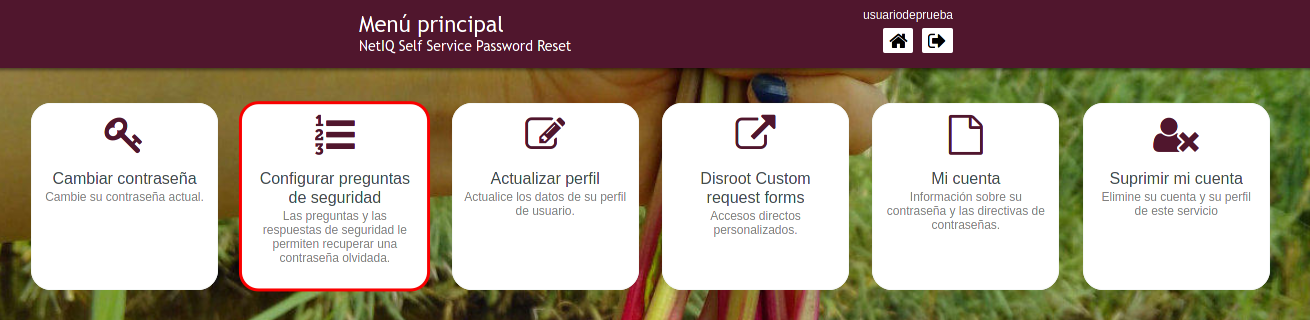 Menú principal
NetIQ Self Service Password Reset
usuariodeprueba
Cambiar contraseña
Cambie su contraseña actual.
1
2
3
Configurar preguntas
de seguridad
Las preguntas y las
respuestas de seguridad le
permiten recuperar una
contraseña olvidada.
Actualizar perfil
Actualice los datos de su perfil
de usuario.
Disroot Custom
request forms
Accesos directos
personalizados.
Mi cuenta
Información sobre su
contraseña y las directivas de
contraseñas.
Suprimir mi cuenta
Elimine su cuenta y su perfil
de este servicio